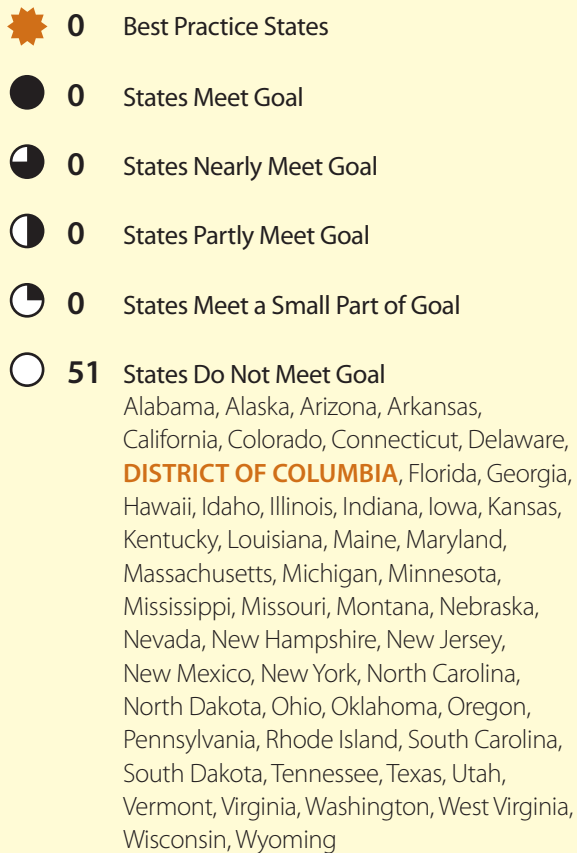 0 Best Practice States
0 States Meet Goal
0 States Nearly Meet Goal
0 States Partly Meet Goal
0 States Meet a Small Part of Goal
51 States Do Not Meet Goal
Alabama, Alaska, Arizona, Arkansas,
California, Colorado, Connecticut, Delaware,
DISTRICT OF COLUMBIA, Florida, Georgia,
Hawaii, Idaho, Illinois, Indiana, Iowa, Kansas,
Kentucky, Louisiana, Maine, Maryland,
Massachusetts, Michigan, Minnesota,
Mississippi, Missouri, Montana, Nebraska,
Nevada, New Hampshire, New Jersey,
New Mexico, New York, North Carolina,
North Dakota, Ohio, Oklahoma, Oregon,
Pennsylvania, Rhode Island, South Carolina,
South Dakota, Tennessee, Texas, Utah,
Vermont, Virginia, Washington, West Virginia,
Wisconsin, Wyoming